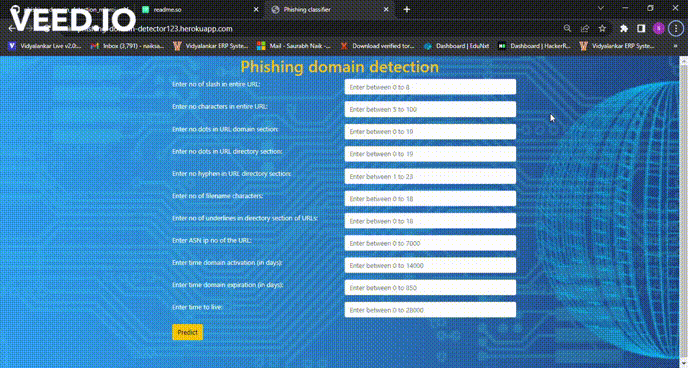 VEED.IO
readme.so
Phishing classifier
phishing-domain-detector123.herokuapp.com
Vidyalankar Live v2.0:...
Inbox (3,791) - naiksa...
Vidyalankar ERP Syste...
Mail - Saurabh Naik -...
Download verified tor...
Dashboard | EduNxt
Dashboard | HackerR...
Vidyalankar ERP Syste...
Phishing domain detection
Enter no of slash in entire URL:
Enter between 0 to 8
Enter no characters in entire URL:
Enter between 5 to 100
Enter no dots in URL domain section:
Enter between 0 to 19
Enter no dots in URL directory section:
Enter between 0 to 19
Enter no hyphen in URL directory section:
Enter between 1 to 23
Enter no of filename characters:
Enter between 0 to 18
Enter no of underlines in directory section of URLs:
Enter between 0 to 18
Enter ASN ip no of the URL:
Enter between 0 to 7000
Enter time domain activation (in days):
Enter between 0 to 14000
Enter time domain expiration (in days):
Enter between 0 to 850
Enter time to live:
Enter between 0 to 28000
Predict